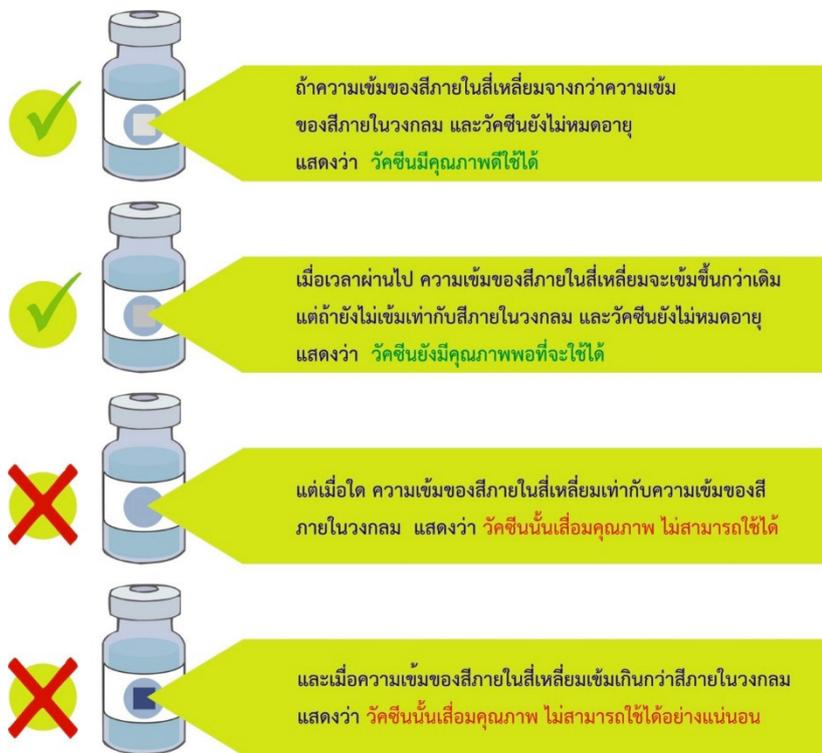 ถ้าความเข้มของสีภายในสี่เหลี่ยมจางกว่าความเข้ม
ของสีภายในวงกลม และวัคซีนยังไม่หมดอายุ
แสดงว่า วัคซีนมีคุณภาพดีใช้ได้
เมื่อเวลาผ่านไป ความเข้มของสีภายในสี่เหลี่ยมจะเข้มขึ้นกว่าเดิม
แต่ถ้ายังไม่เข้มเท่ากับสีภายในวงกลม และวัคซีนยังไม่หมดอายุ
แสดงว่า วัคซีนยังมีคุณภาพพอที่จะใช้ได้
แต่เมื่อใด ความเข้มของสีภายในสี่เหลี่ยมเท่ากับความเข้มของสี
ภายในวงกลม แสดงว่า วัคซีนนั้นเสื่อมคุณภาพ ไม่สามารถใช้ได้
และเมื่อความเข้มของสีภายในสี่เหลี่ยมเข้มเกินกว่าสีภายในวงกลม
แสดงว่า วัคซีนนั้นเสื่อมคุณภาพ ไม่สามารถใช้ได้อย่างแน่นอน